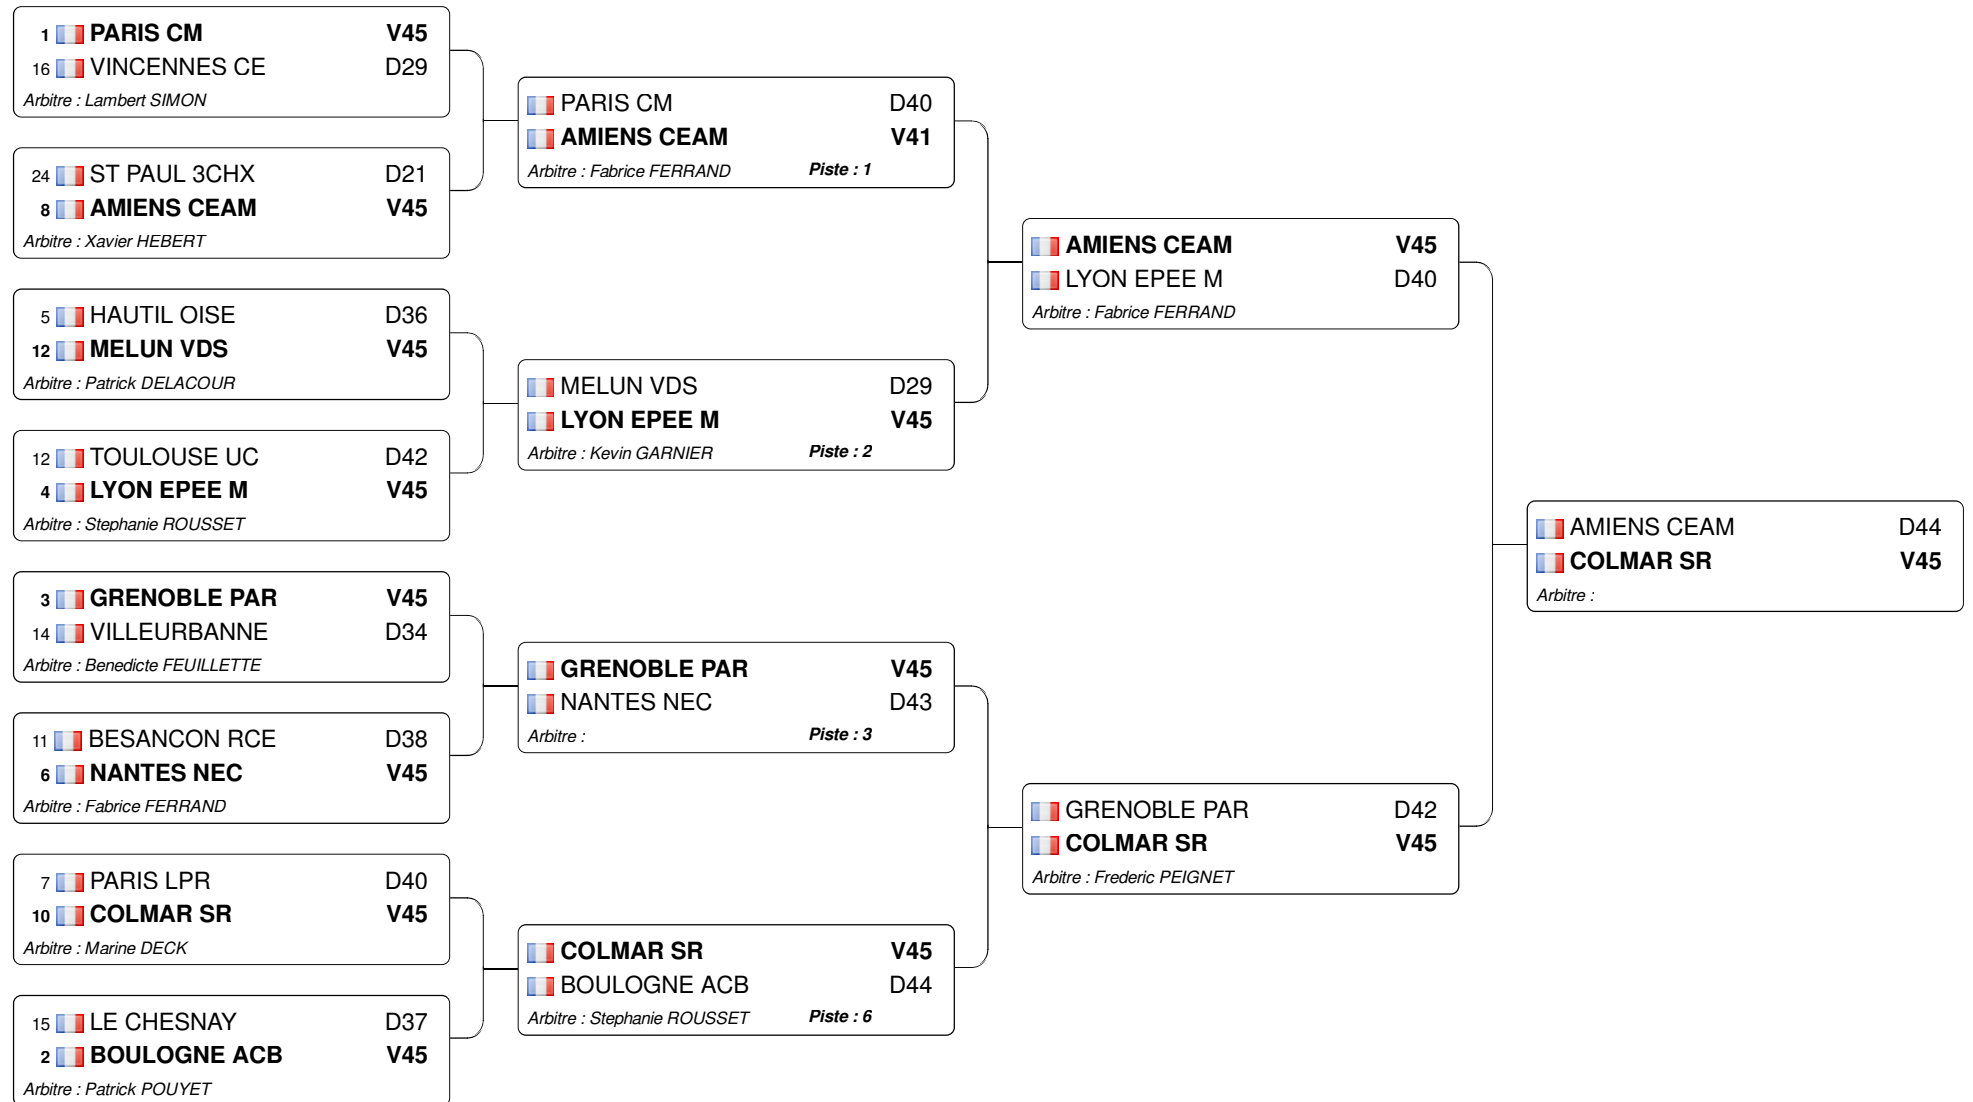 1 PARIS CM V45
16 VINCENNES CE D29
Arbitre : Lambert SIMON
24 ST PAUL 3CHX D21
8 AMIENS CEAM V45
Arbitre : Xavier HEBERT
5 HAUTIL OISE D36
12 MELUN VDS V45
Arbitre : Patrick DELACOUR
12 TOULOUSE UC D42
4 LYON EPEE M V45
Arbitre : Stephanie ROUSSET
3 GRENOBLE PAR V45
14 VILLEURBANNE D34
Arbitre : Benedicte FEUILLETTE
11 BESANCON RCE D38
6 NANTES NEC V45
Arbitre : Fabrice FERRAND
7 PARIS LPR D40
10 COLMAR SR V45
Arbitre : Marine DECK
15 LE CHESNAY D37
2 BOULOGNE ACB V45
Arbitre : Patrick POUYET
PARIS CM D40
AMIENS CEAM V41
Arbitre : Fabrice FERRAND Piste : 1
MELUN VDS D29
LYON EPEE M V45
Arbitre : Kevin GARNIER Piste : 2
GRENOBLE PAR V45
NANTES NEC D43
Arbitre : Piste : 3
COLMAR SR V45
BOULOGNE ACB D44
Arbitre : Stephanie ROUSSET Piste : 6
AMIENS CEAM V45
LYON EPEE M D40
Arbitre : Fabrice FERRAND
GRENOBLE PAR D42
COLMAR SR V45
Arbitre : Frederic PEIGNET
AMIENS CEAM D44
COLMAR SR V45
Arbitre :